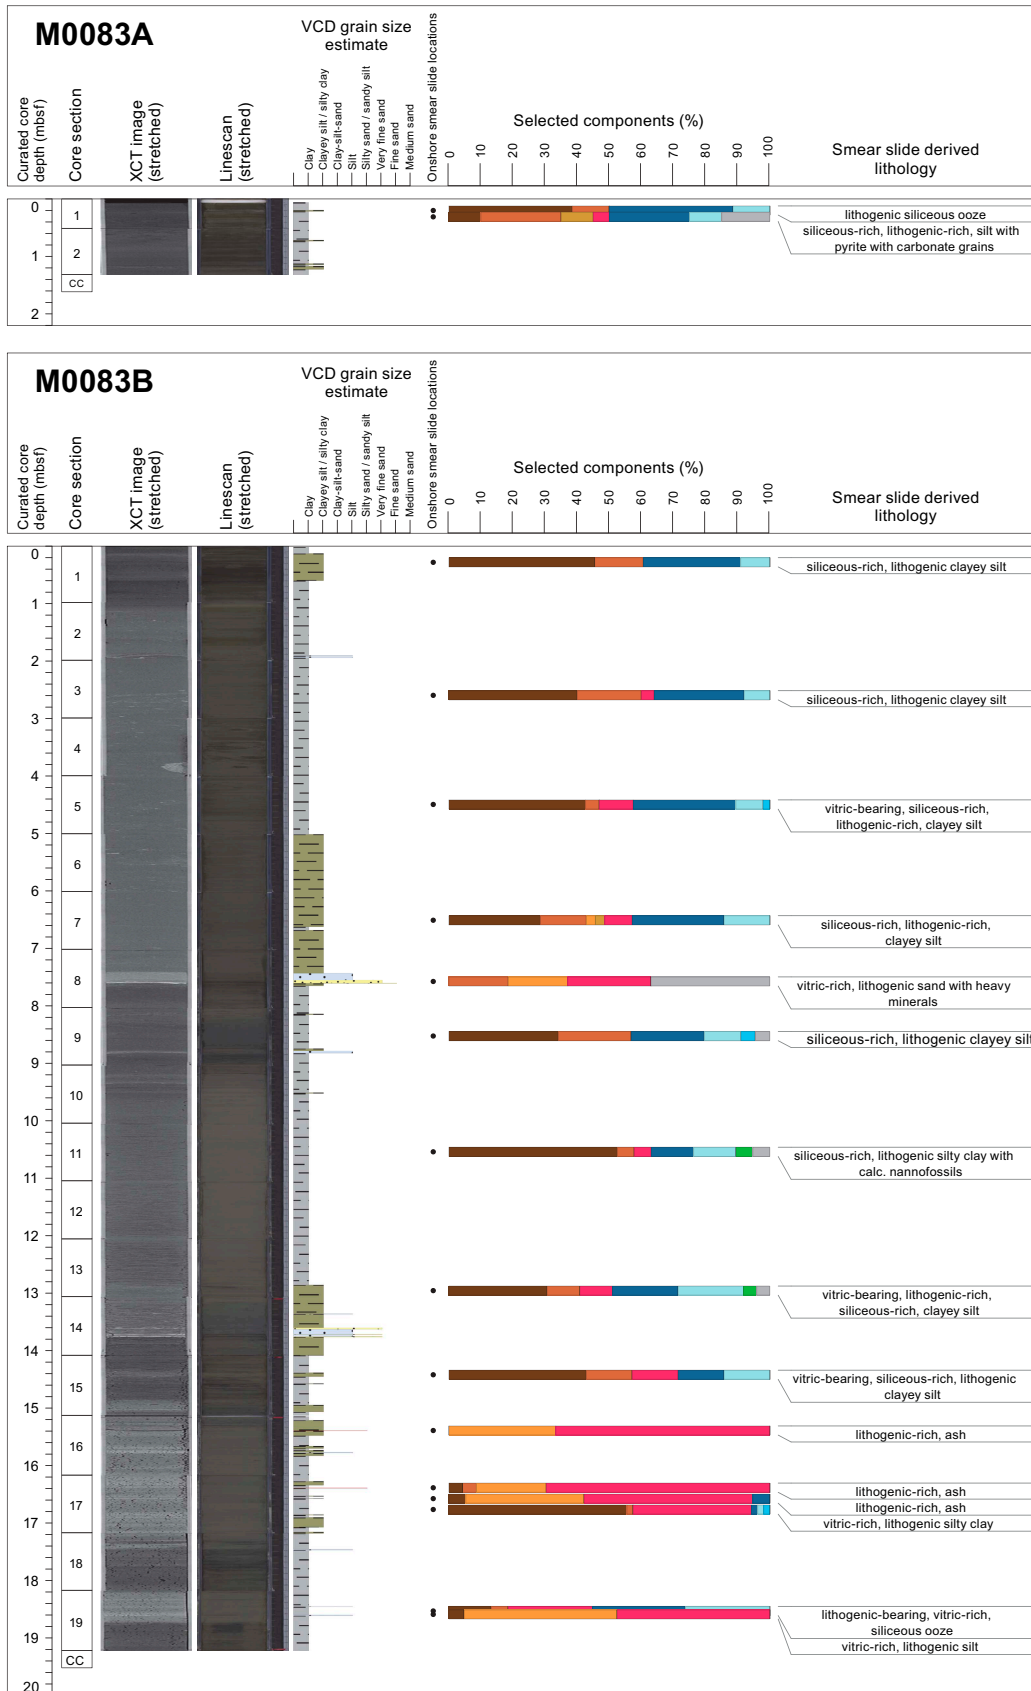 M0083A
VCD grain size
estimate
Curated core
depth (mbsf)
Core section
XCT image
(stretched)
Linescan
(stretched)
Clay
Clayey silt / silty clay
Clay-silt-sand
Silt
Silty sand / sandy silt
Very fine sand
Fine sand
Medium sand
Onshore smear slide locations
Selected components (%)
0 10 20 30 40 50 60 70 80 90 100
Smear slide derived
lithology
0
1
2
1
2
CC
lithogenic siliceous ooze
siliceous-rich, lithogenic-rich, silt with
pyrite with carbonate grains
M0083B
VCD grain size
estimate
Curated core
depth (mbsf)
Core section
XCT image
(stretched)
Linescan
(stretched)
Clay
Clayey silt / silty clay
Clay-silt-sand
Silt
Silty sand / sandy silt
Very fine sand
Fine sand
Medium sand
Onshore smear slide locations
Selected components (%)
0 10 20 30 40 50 60 70 80 90 100
Smear slide derived
lithology
0
1
2
3
4
5
6
7
8
9
10
11
12
13
14
15
16
17
18
19
20
1
2
3
4
5
6
7
8
9
10
11
12
13
14
15
16
17
18
19
CC
siliceous-rich, lithogenic clayey silt
siliceous-rich, lithogenic clayey silt
vitric-bearing, siliceous-rich,
lithogenic-rich, clayey silt
siliceous-rich, lithogenic-rich,
clayey silt
vitric-rich, lithogenic sand with heavy
minerals
siliceous-rich, lithogenic clayey silt
siliceous-rich, lithogenic silty clay with
calc. nannofossils
vitric-bearing, lithogenic-rich,
siliceous-rich, clayey silt
vitric-bearing, siliceous-rich, lithogenic
clayey silt
lithogenic-rich, ash
lithogenic-rich, ash
lithogenic-rich, ash
vitric-rich, lithogenic silty clay
lithogenic-bearing, vitric-rich,
siliceous ooze
vitric-rich, lithogenic silt